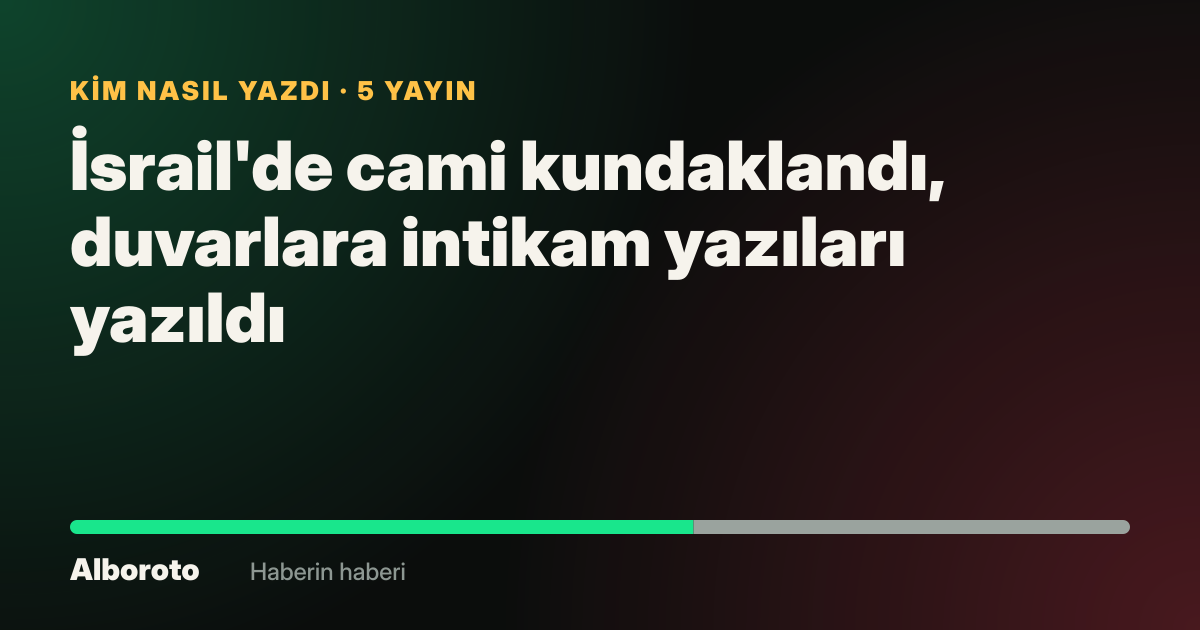 KİM NASIL YAZDI · 5 YAYIN
İsrail'de cami kundaklandı,
duvarlara intikam yazıları
yazıldı
Alboroto
Haberin haberi